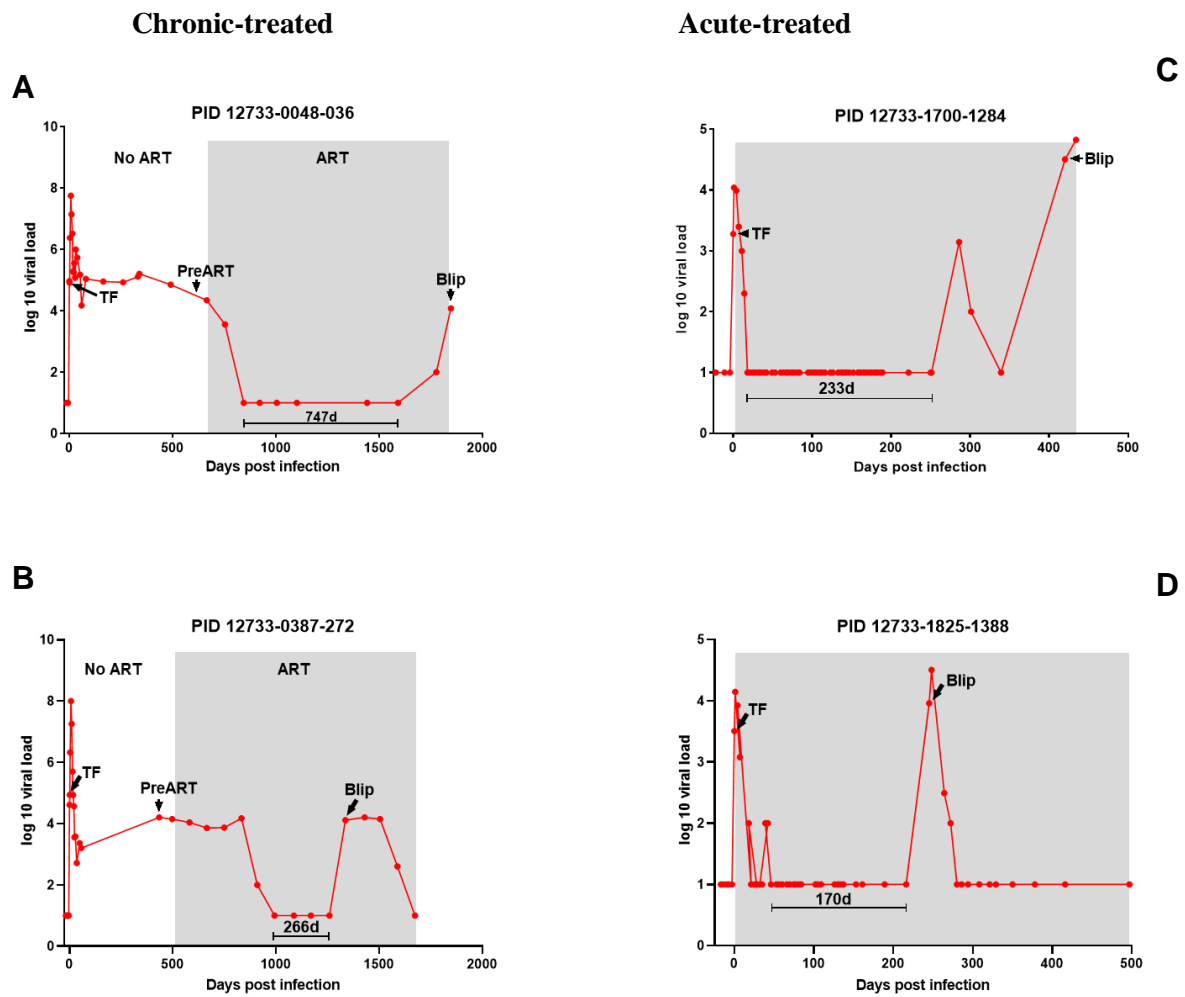 Chronic-treated
Acute-treated
A
PID 12733-0048-036
log 10 viral load
10
8
6
4
2
0
No ART
ART
PreART
TF
Blip
747d
0
500
1000
1500
2000
Days post infection
C
PID 12733-1700-1284
log 10 viral load
5
4
3
2
1
0
TF
Blip
233d
0
100
200
300
400
500
Days post infection
B
PID 12733-0387-272
log 10 viral load
10
8
6
4
2
0
No ART
ART
TF
PreART
Blip
266d
0
500
1000
1500
2000
Days post infection
D
PID 12733-1825-1388
log 10 viral load
5
4
3
2
1
0
TF
Blip
170d
0
100
200
300
400
500
Days post infection